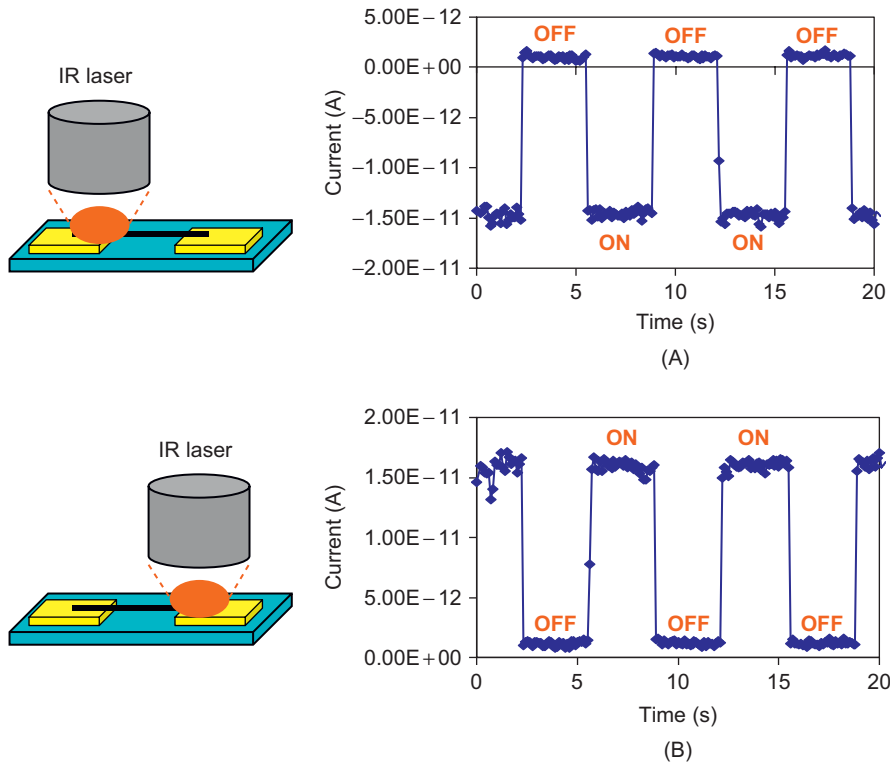 IR laser
Current (A)
5.00E−12
0.00E+00
−5.00E−12
−1.00E−11
−1.50E−11
−2.00E−11
OFF OFF OFF
ON ON
0 5 10 15 20
Time (s)
(A)
IR laser
Current (A)
2.00E−11
1.50E−11
1.00E−11
5.00E−12
0.00E+00
ON ON
OFF OFF OFF
0 5 10 15 20
Time (s)
(B)